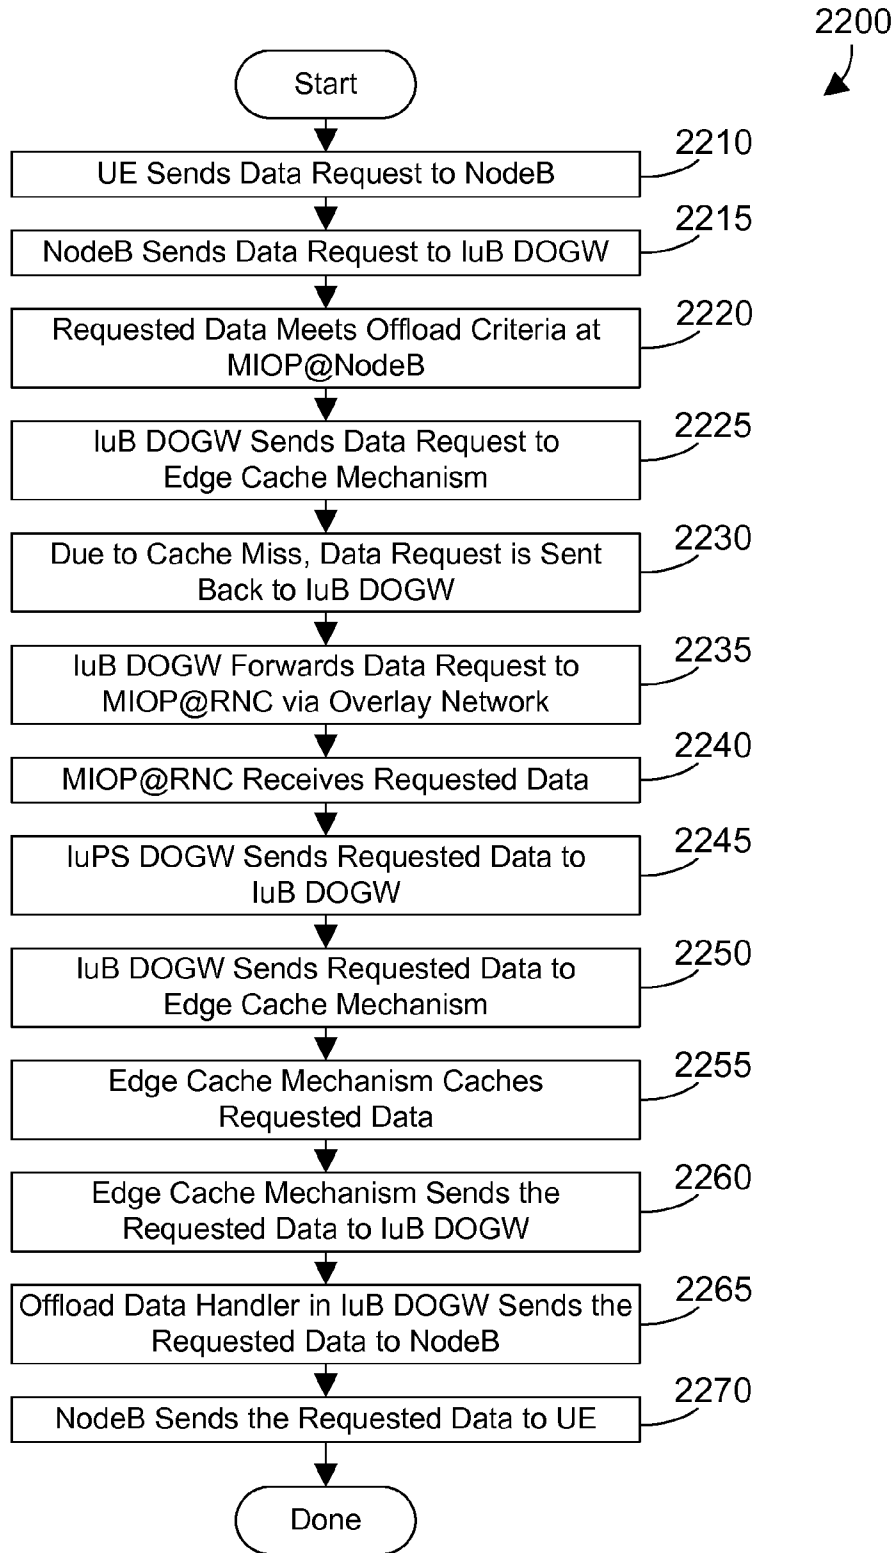 2200
Start
2210
UE Sends Data Request to NodeB
2215
NodeB Sends Data Request to IuB DOGW
2220
Requested Data Meets Offload Criteria at
MIOP@NodeB
2225
IuB DOGW Sends Data Request to
Edge Cache Mechanism
2230
Due to Cache Miss, Data Request is Sent
Back to IuB DOGW
2235
IuB DOGW Forwards Data Request to
MIOP@RNC via Overlay Network
2240
MIOP@RNC Receives Requested Data
2245
IuPS DOGW Sends Requested Data to
IuB DOGW
2250
IuB DOGW Sends Requested Data to
Edge Cache Mechanism
2255
Edge Cache Mechanism Caches
Requested Data
2260
Edge Cache Mechanism Sends the
Requested Data to IuB DOGW
2265
Offload Data Handler in IuB DOGW Sends the
Requested Data to NodeB
2270
NodeB Sends the Requested Data to UE
Done